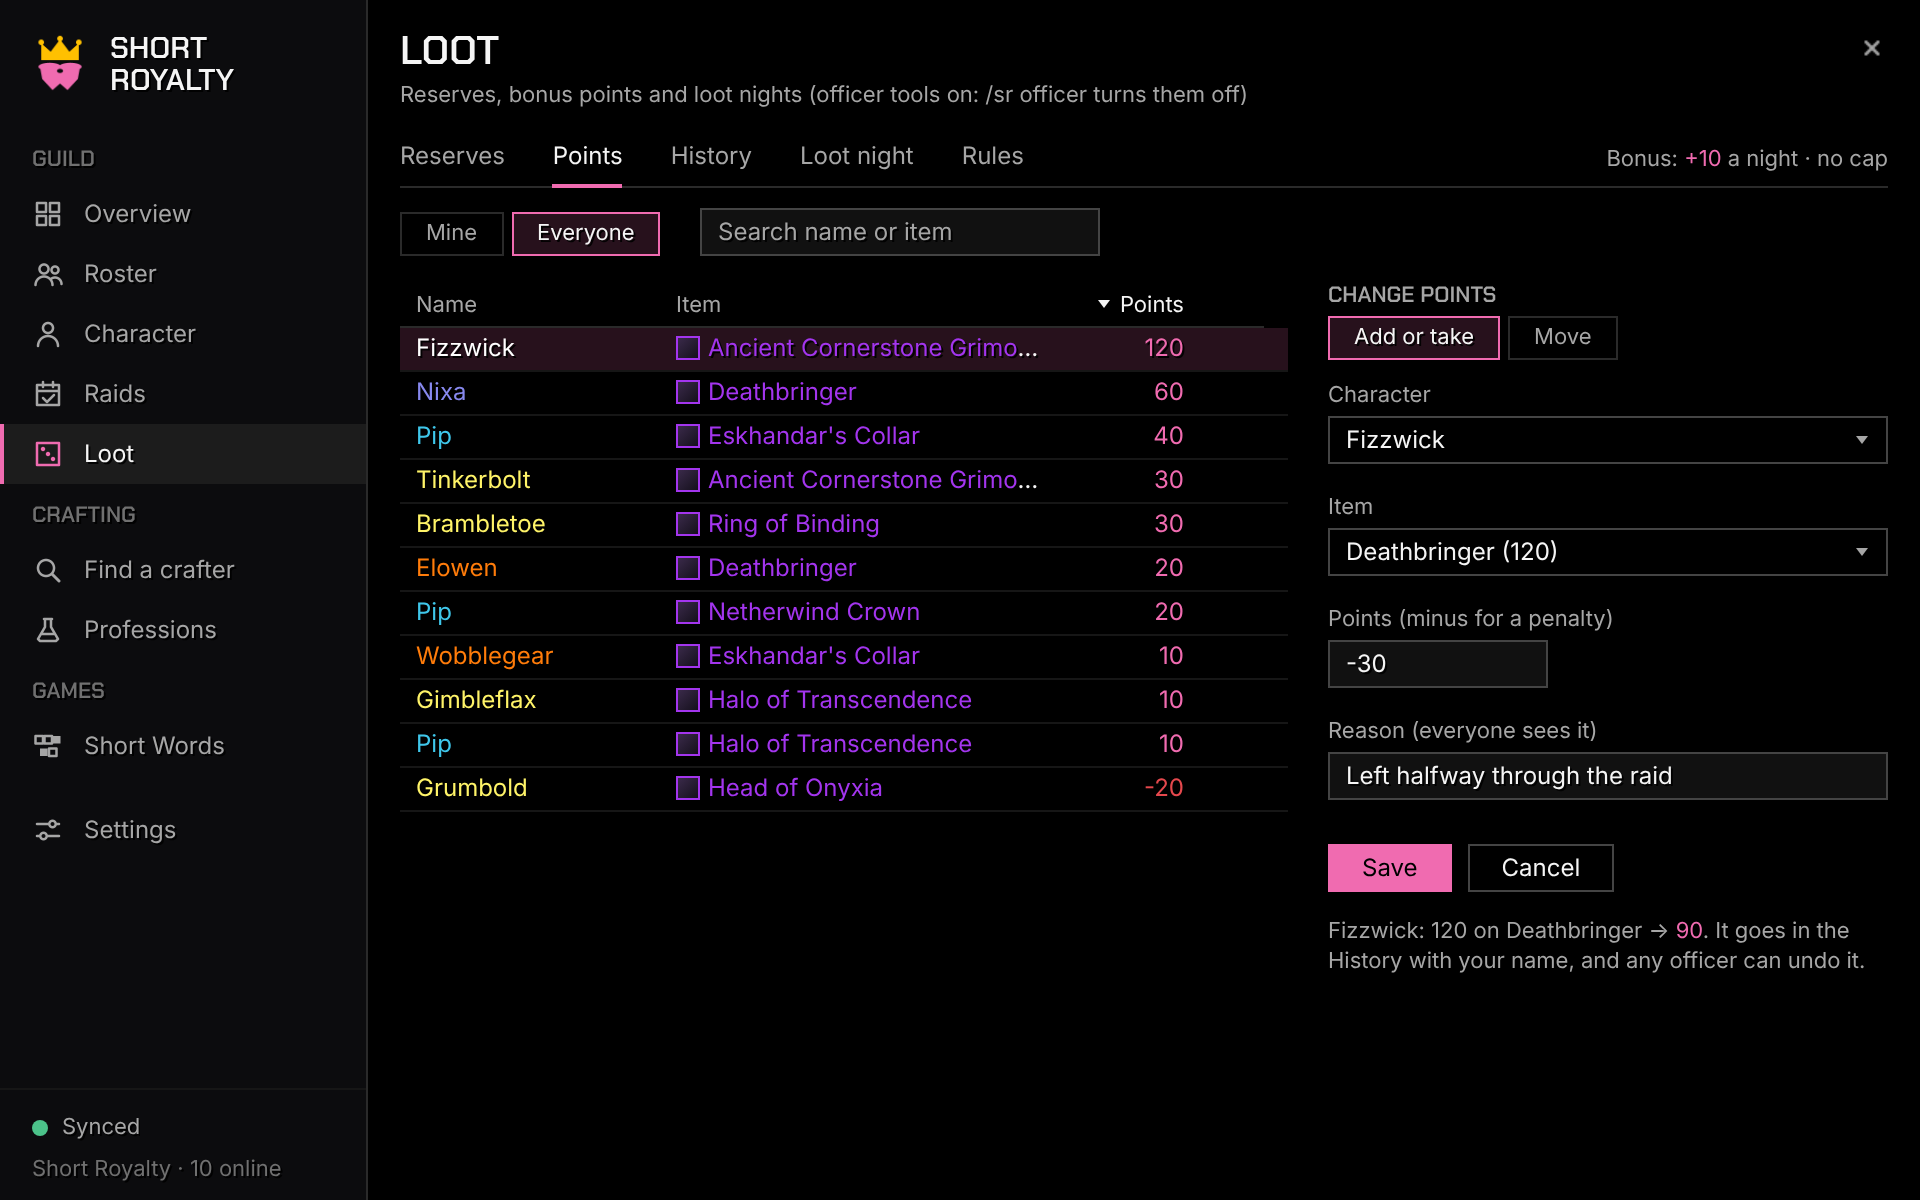 SHORT
ROYALTY
GUILD
Overview
Roster
Character
Raids
Loot
CRAFTING
Find a crafter
Professions
GAMES
Short Words
Settings
Synced
Short Royalty · 10 online
LOOT
Reserves, bonus points and loot nights (officer tools on: /sr officer turns them off)
Reserves Points History Loot night Rules
Bonus: +10 a night · no cap
Mine Everyone Search name or item
Name Item Points
Fizzwick Ancient Cornerstone Grimo... 120
Nixa Deathbringer 60
Pip Eskhandar's Collar 40
Tinkerbolt Ancient Cornerstone Grimo... 30
Brambletoe Ring of Binding 30
Elowen Deathbringer 20
Pip Netherwind Crown 20
Wobblegear Eskhandar's Collar 10
Gimbleflax Halo of Transcendence 10
Pip Halo of Transcendence 10
Grumbold Head of Onyxia -20
CHANGE POINTS
Add or take Move
Character
Fizzwick
Item
Deathbringer (120)
Points (minus for a penalty)
-30
Reason (everyone sees it)
Left halfway through the raid
Save Cancel
Fizzwick: 120 on Deathbringer → 90. It goes in the
History with your name, and any officer can undo it.